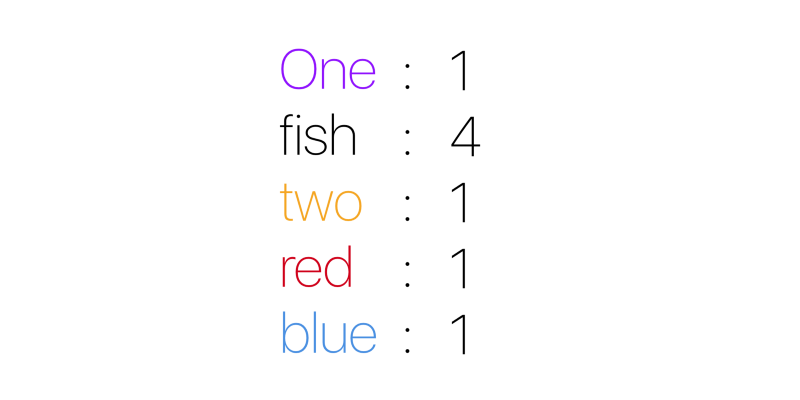 One : 1
fish : 4
two : 1
red : 1
blue : 1